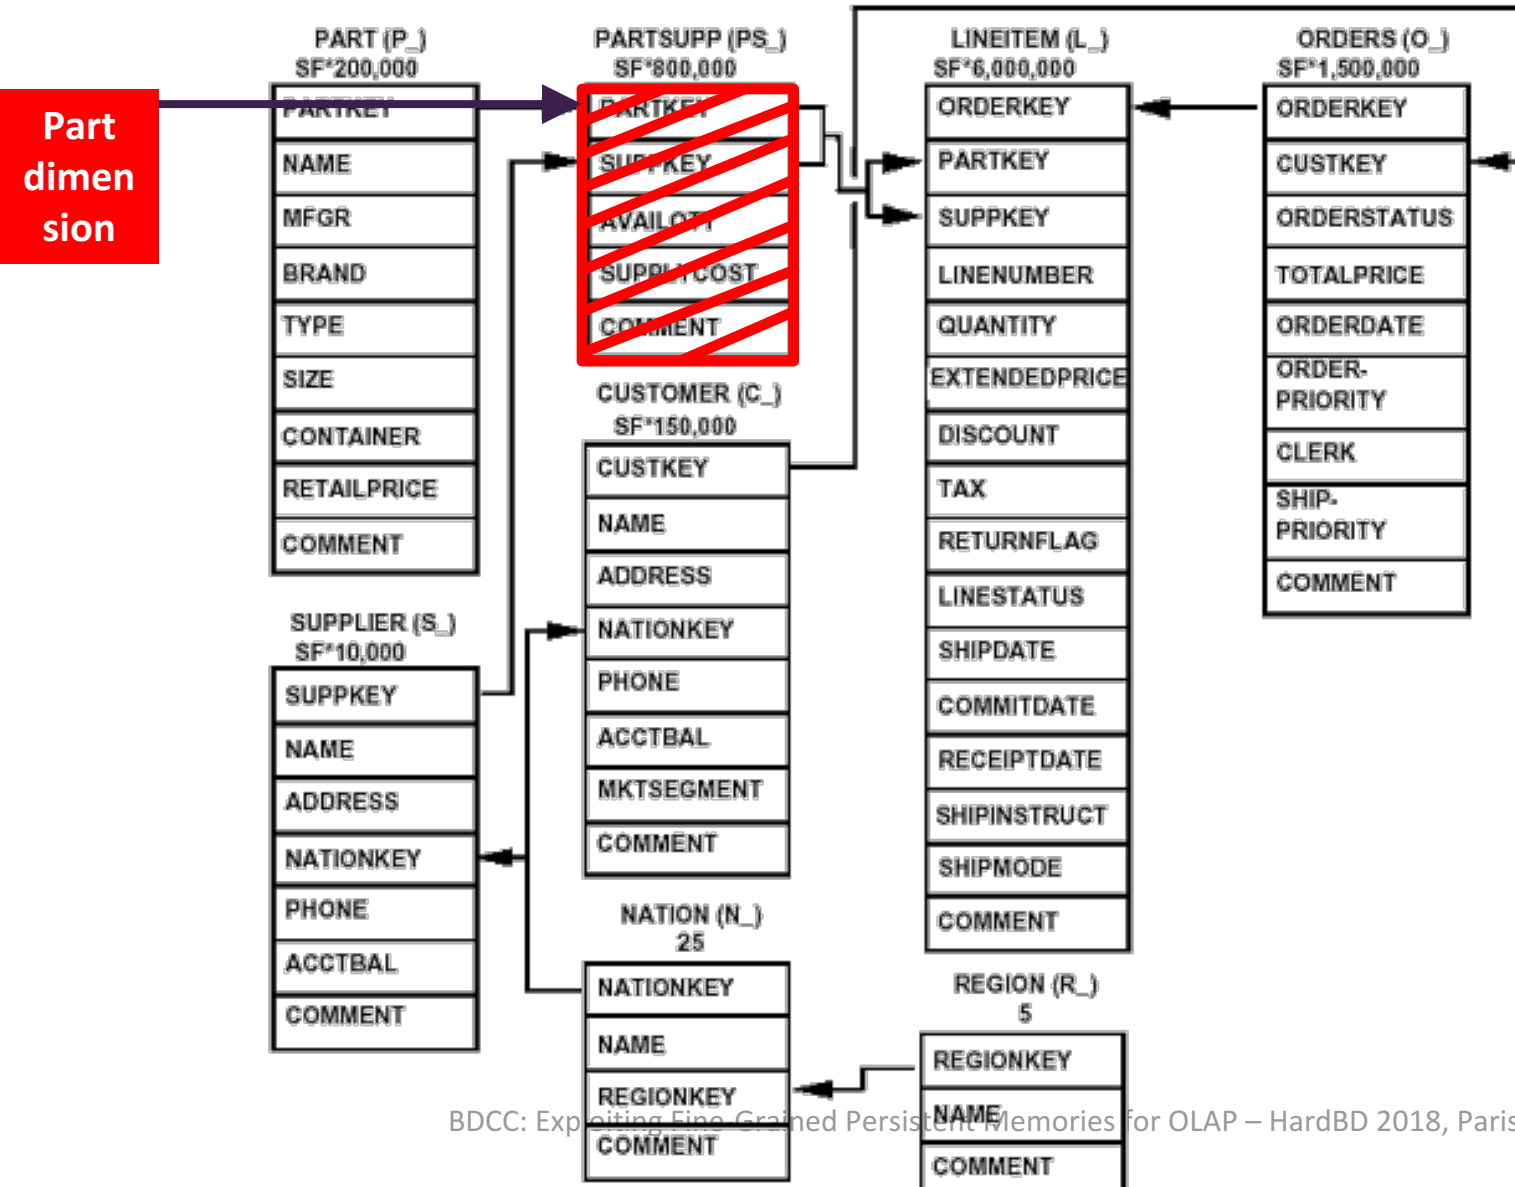 Part
dimen
sion
PART (P_)
SF*200,000
PARTKEY
NAME
MFGR
BRAND
TYPE
SIZE
CONTAINER
RETAILPRICE
COMMENT
SUPPLIER (S_)
SF*10,000
SUPPKEY
NAME
ADDRESS
NATIONKEY
PHONE
ACCTBAL
COMMENT
PARTSUPP (PS_)
SF*800,000
PARTKEY
SUPPKEY
AVAILQTY
SUPPLYCOST
COMMENT
CUSTOMER (C_)
SF*150,000
CUSTKEY
NAME
ADDRESS
NATIONKEY
PHONE
ACCTBAL
MKTSEGMENT
COMMENT
NATION (N_)
25
NATIONKEY
NAME
REGIONKEY
COMMENT
LINEITEM (L_)
SF*6,000,000
ORDERKEY
PARTKEY
SUPPKEY
LINENUMBER
QUANTITY
EXTENDEDPRICE
DISCOUNT
TAX
RETURNFLAG
LINESTATUS
SHIPDATE
COMMITDATE
RECEIPTDATE
SHIPINSTRUCT
SHIPMODE
COMMENT
REGION (R_)
5
REGIONKEY
NAME
COMMENT
ORDERS (O_)
SF*1,500,000
ORDERKEY
CUSTKEY
ORDERSTATUS
TOTALPRICE
ORDERDATE
ORDER-
PRIORITY
CLERK
SHIP-
PRIORITY
COMMENT
BDCC: Exploiting Fine-Grained Persistent Memories for OLAP – HardBD 2018, Paris